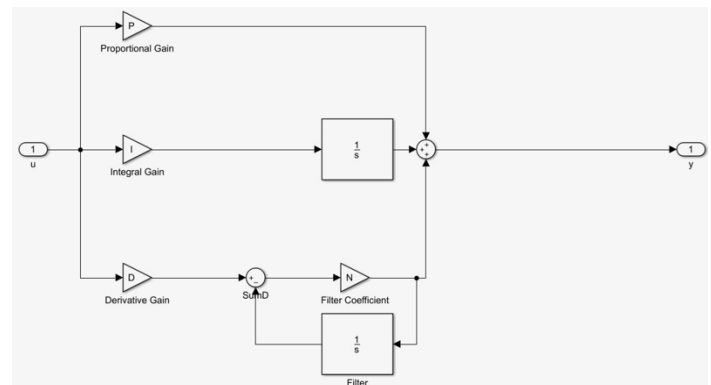 P
Proportional Gain
1
u
I
Integral Gain
1
s
+
+
+
1
y
D
Derivative Gain
+
−
SumD
N
Filter Coefficient
1
s
Filter